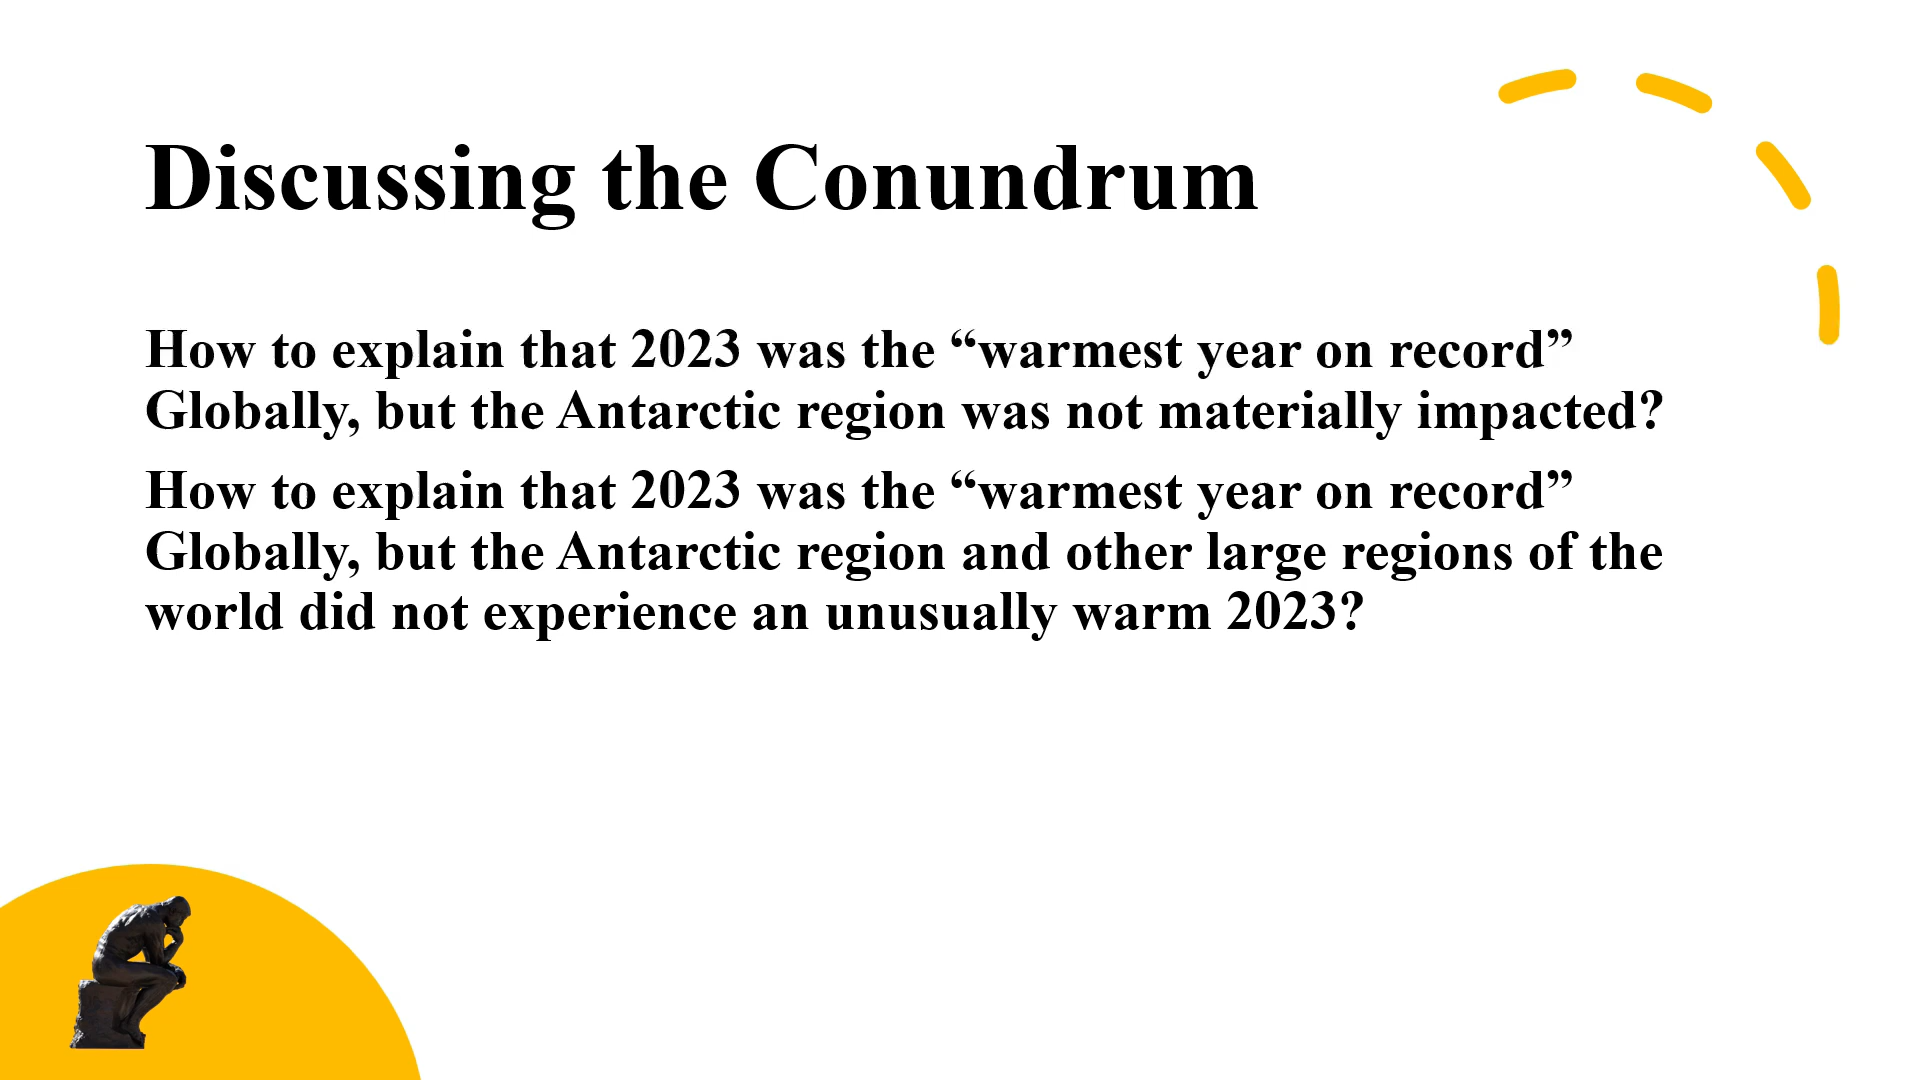 Discussing the Conundrum
How to explain that 2023 was the “warmest year on record”
Globally, but the Antarctic region was not materially impacted?
How to explain that 2023 was the “warmest year on record”
Globally, but the Antarctic region and other large regions of the
world did not experience an unusually warm 2023?